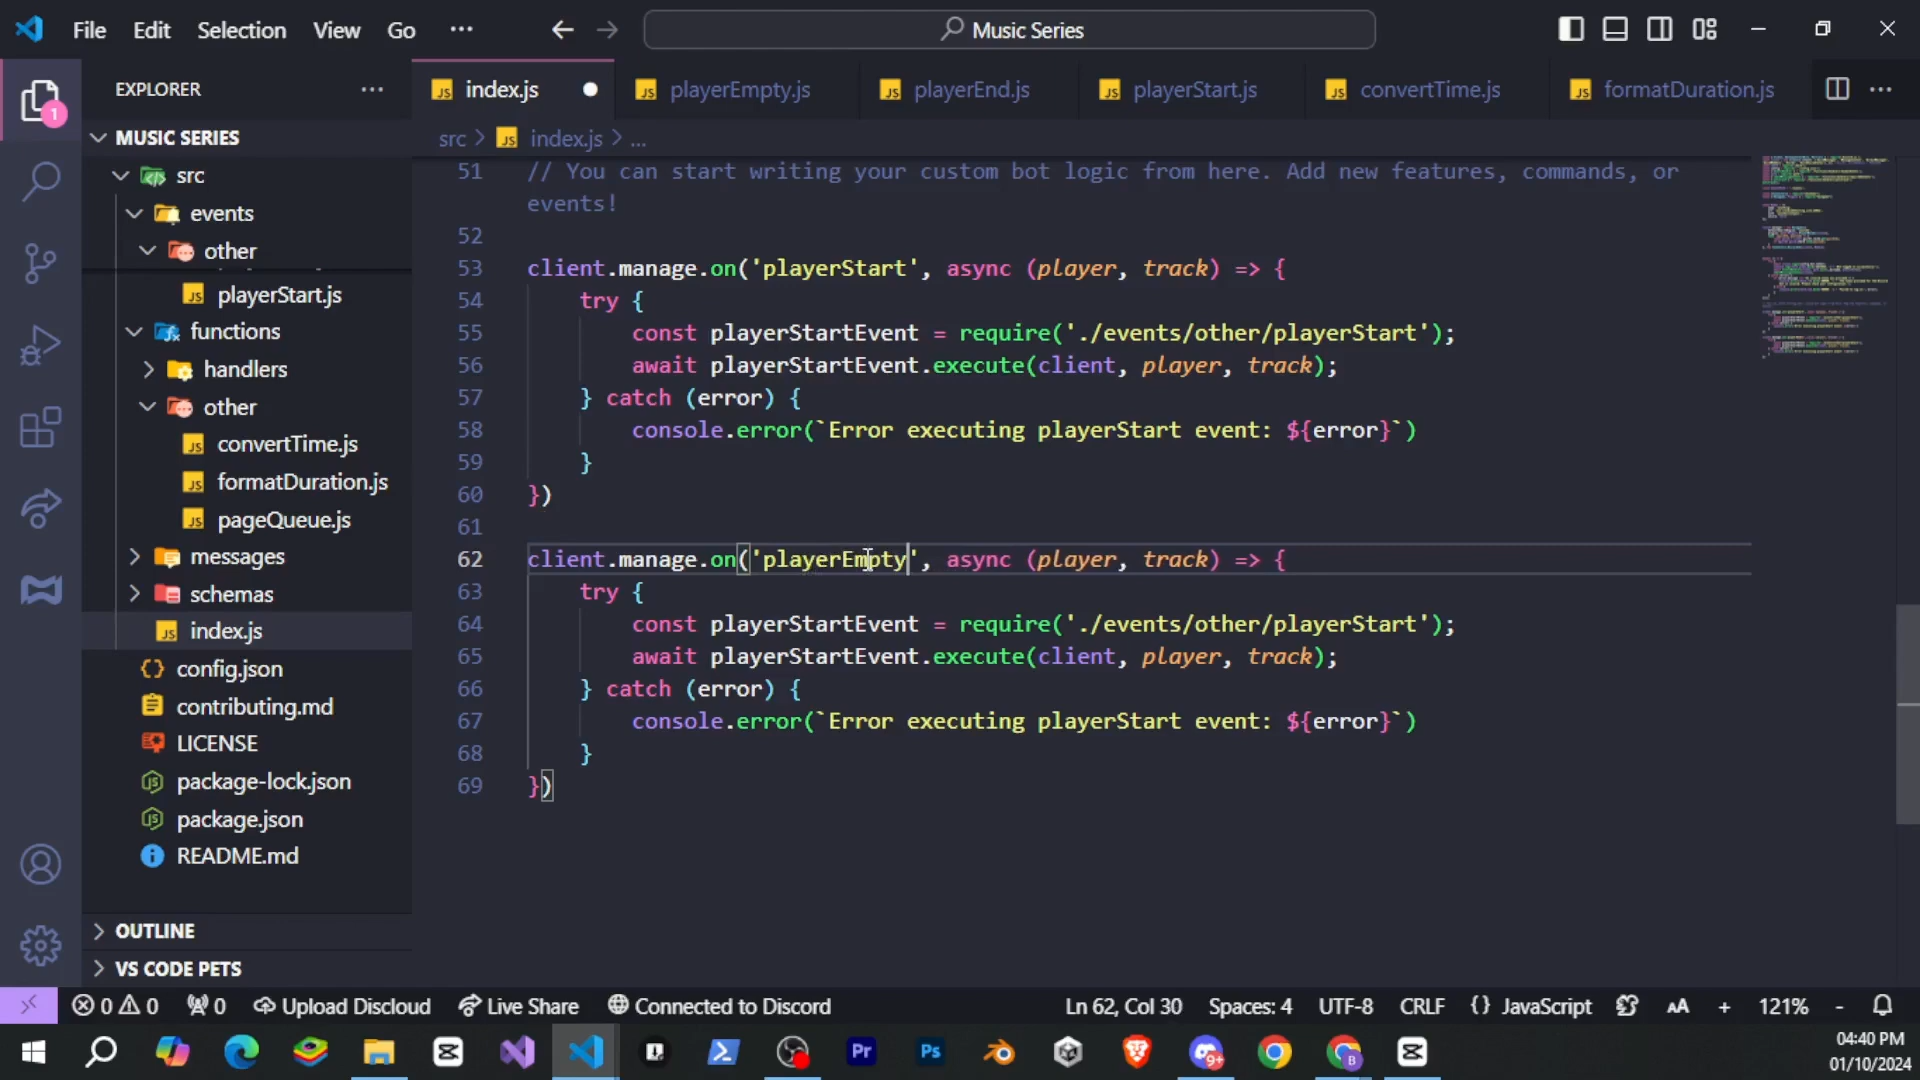 File Edit Selection View Go ··· Music Series
EXPLORER ···
MUSIC SERIES
src
events
other
playerStart.js
functions
handlers
other
convertTime.js
formatDuration.js
pageQueue.js
messages
schemas
index.js
config.json
contributing.md
LICENSE
package-lock.json
package.json
README.md
OUTLINE
VS CODE PETS
1
index.js playerEmpty.js playerEnd.js playerStart.js convertTime.js formatDuration.js ···
src > index.js > ...
51 // You can start writing your custom bot logic from here. Add new features, commands, or
events!
52
53 client.manage.on('playerStart', async (player, track) => {
54 try {
55 const playerStartEvent = require('./events/other/playerStart');
56 await playerStartEvent.execute(client, player, track);
57 } catch (error) {
58 console.error(`Error executing playerStart event: ${error}`)
59 }
60 })
61
62 client.manage.on('playerEmpty', async (player, track) => {
63 try {
64 const playerStartEvent = require('./events/other/playerStart');
65 await playerStartEvent.execute(client, player, track);
66 } catch (error) {
67 console.error(`Error executing playerStart event: ${error}`)
68 }
69 })
0 0 0 Upload Discloud Live Share Connected to Discord Ln 62, Col 30 Spaces: 4 UTF-8 CRLF {} JavaScript AA + 121% -
Pr Ps 9+ B
04:40 PM
01/10/2024